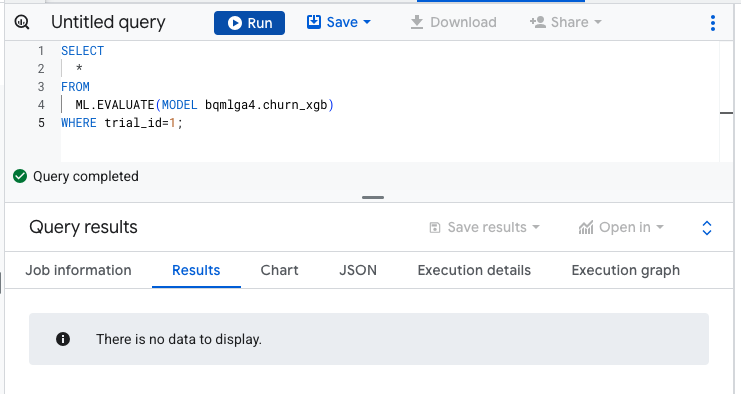 Untitled query Run Save Download Share
1 SELECT
2 *
3 FROM
4 ML.EVALUATE(MODEL bqmlga4.churn_xgb)
5 WHERE trial_id=1;
Query completed
Query results Save results Open in
Job information Results Chart JSON Execution details Execution graph
There is no data to display.